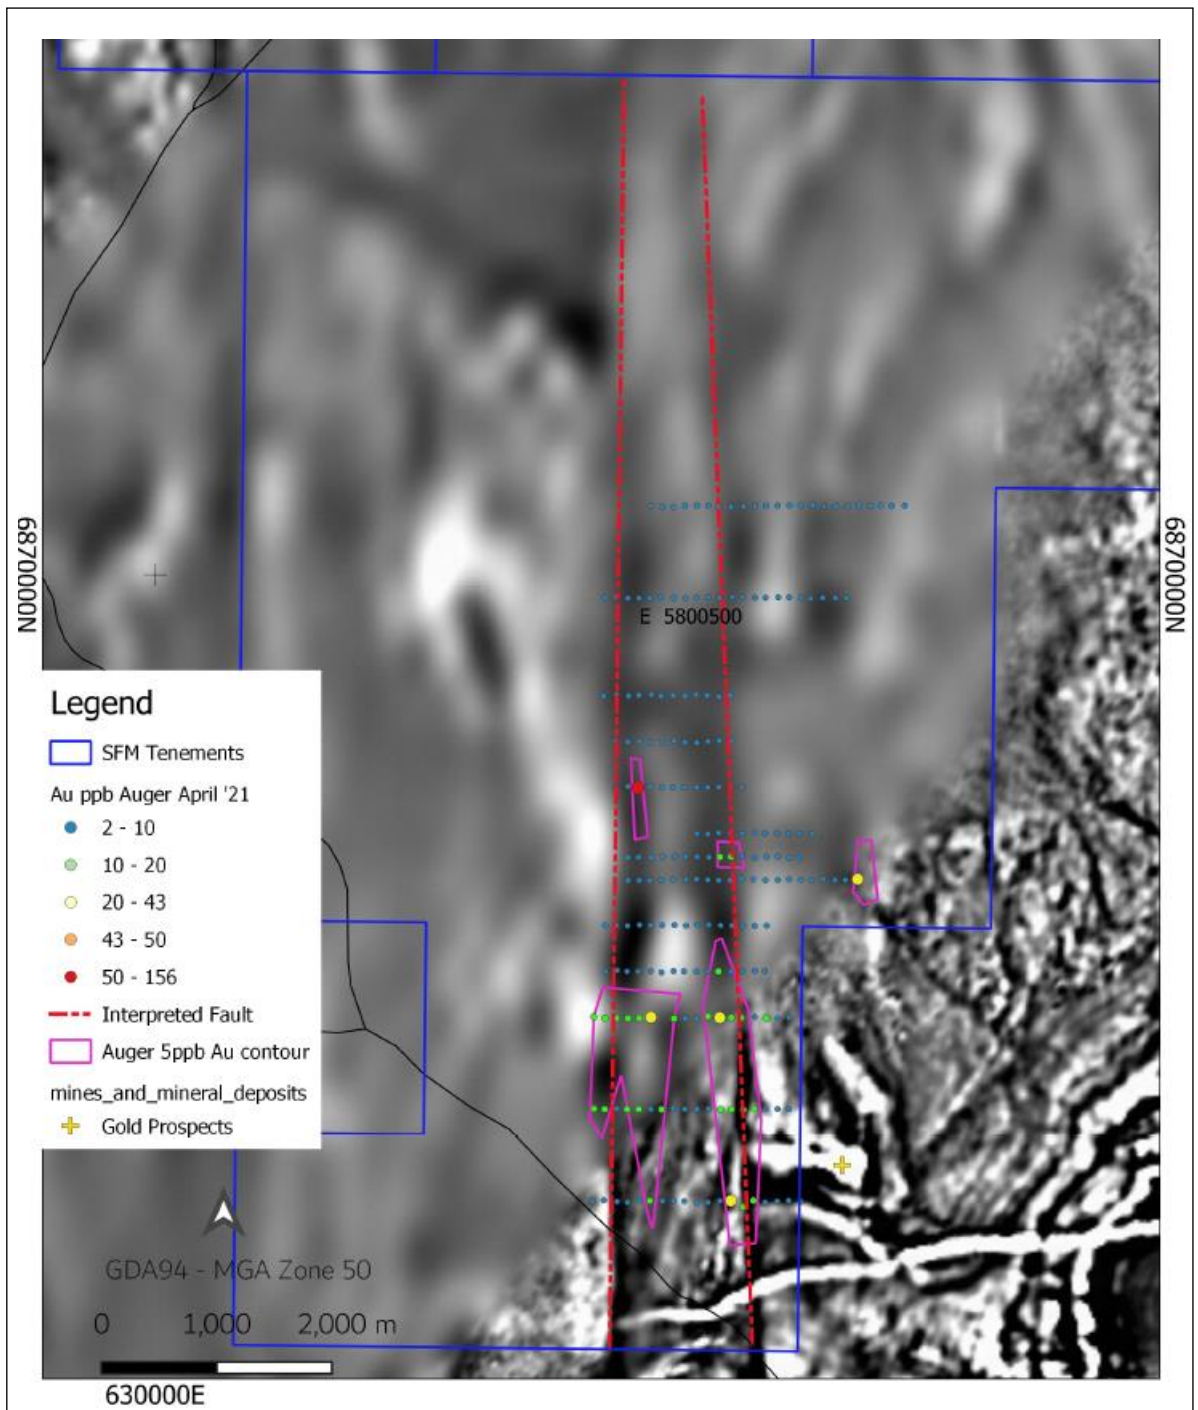 6870000N
6870000N
E 5800500
Legend
SFM Tenements
Au ppb Auger April '21
2 - 10
10 - 20
20 - 43
43 - 50
50 - 156
Interpreted Fault
Auger 5ppb Au contour
mines_and_mineral_deposits
Gold Prospects
GDA94 - MGA Zone 50
0 1,000 2,000 m
630000E